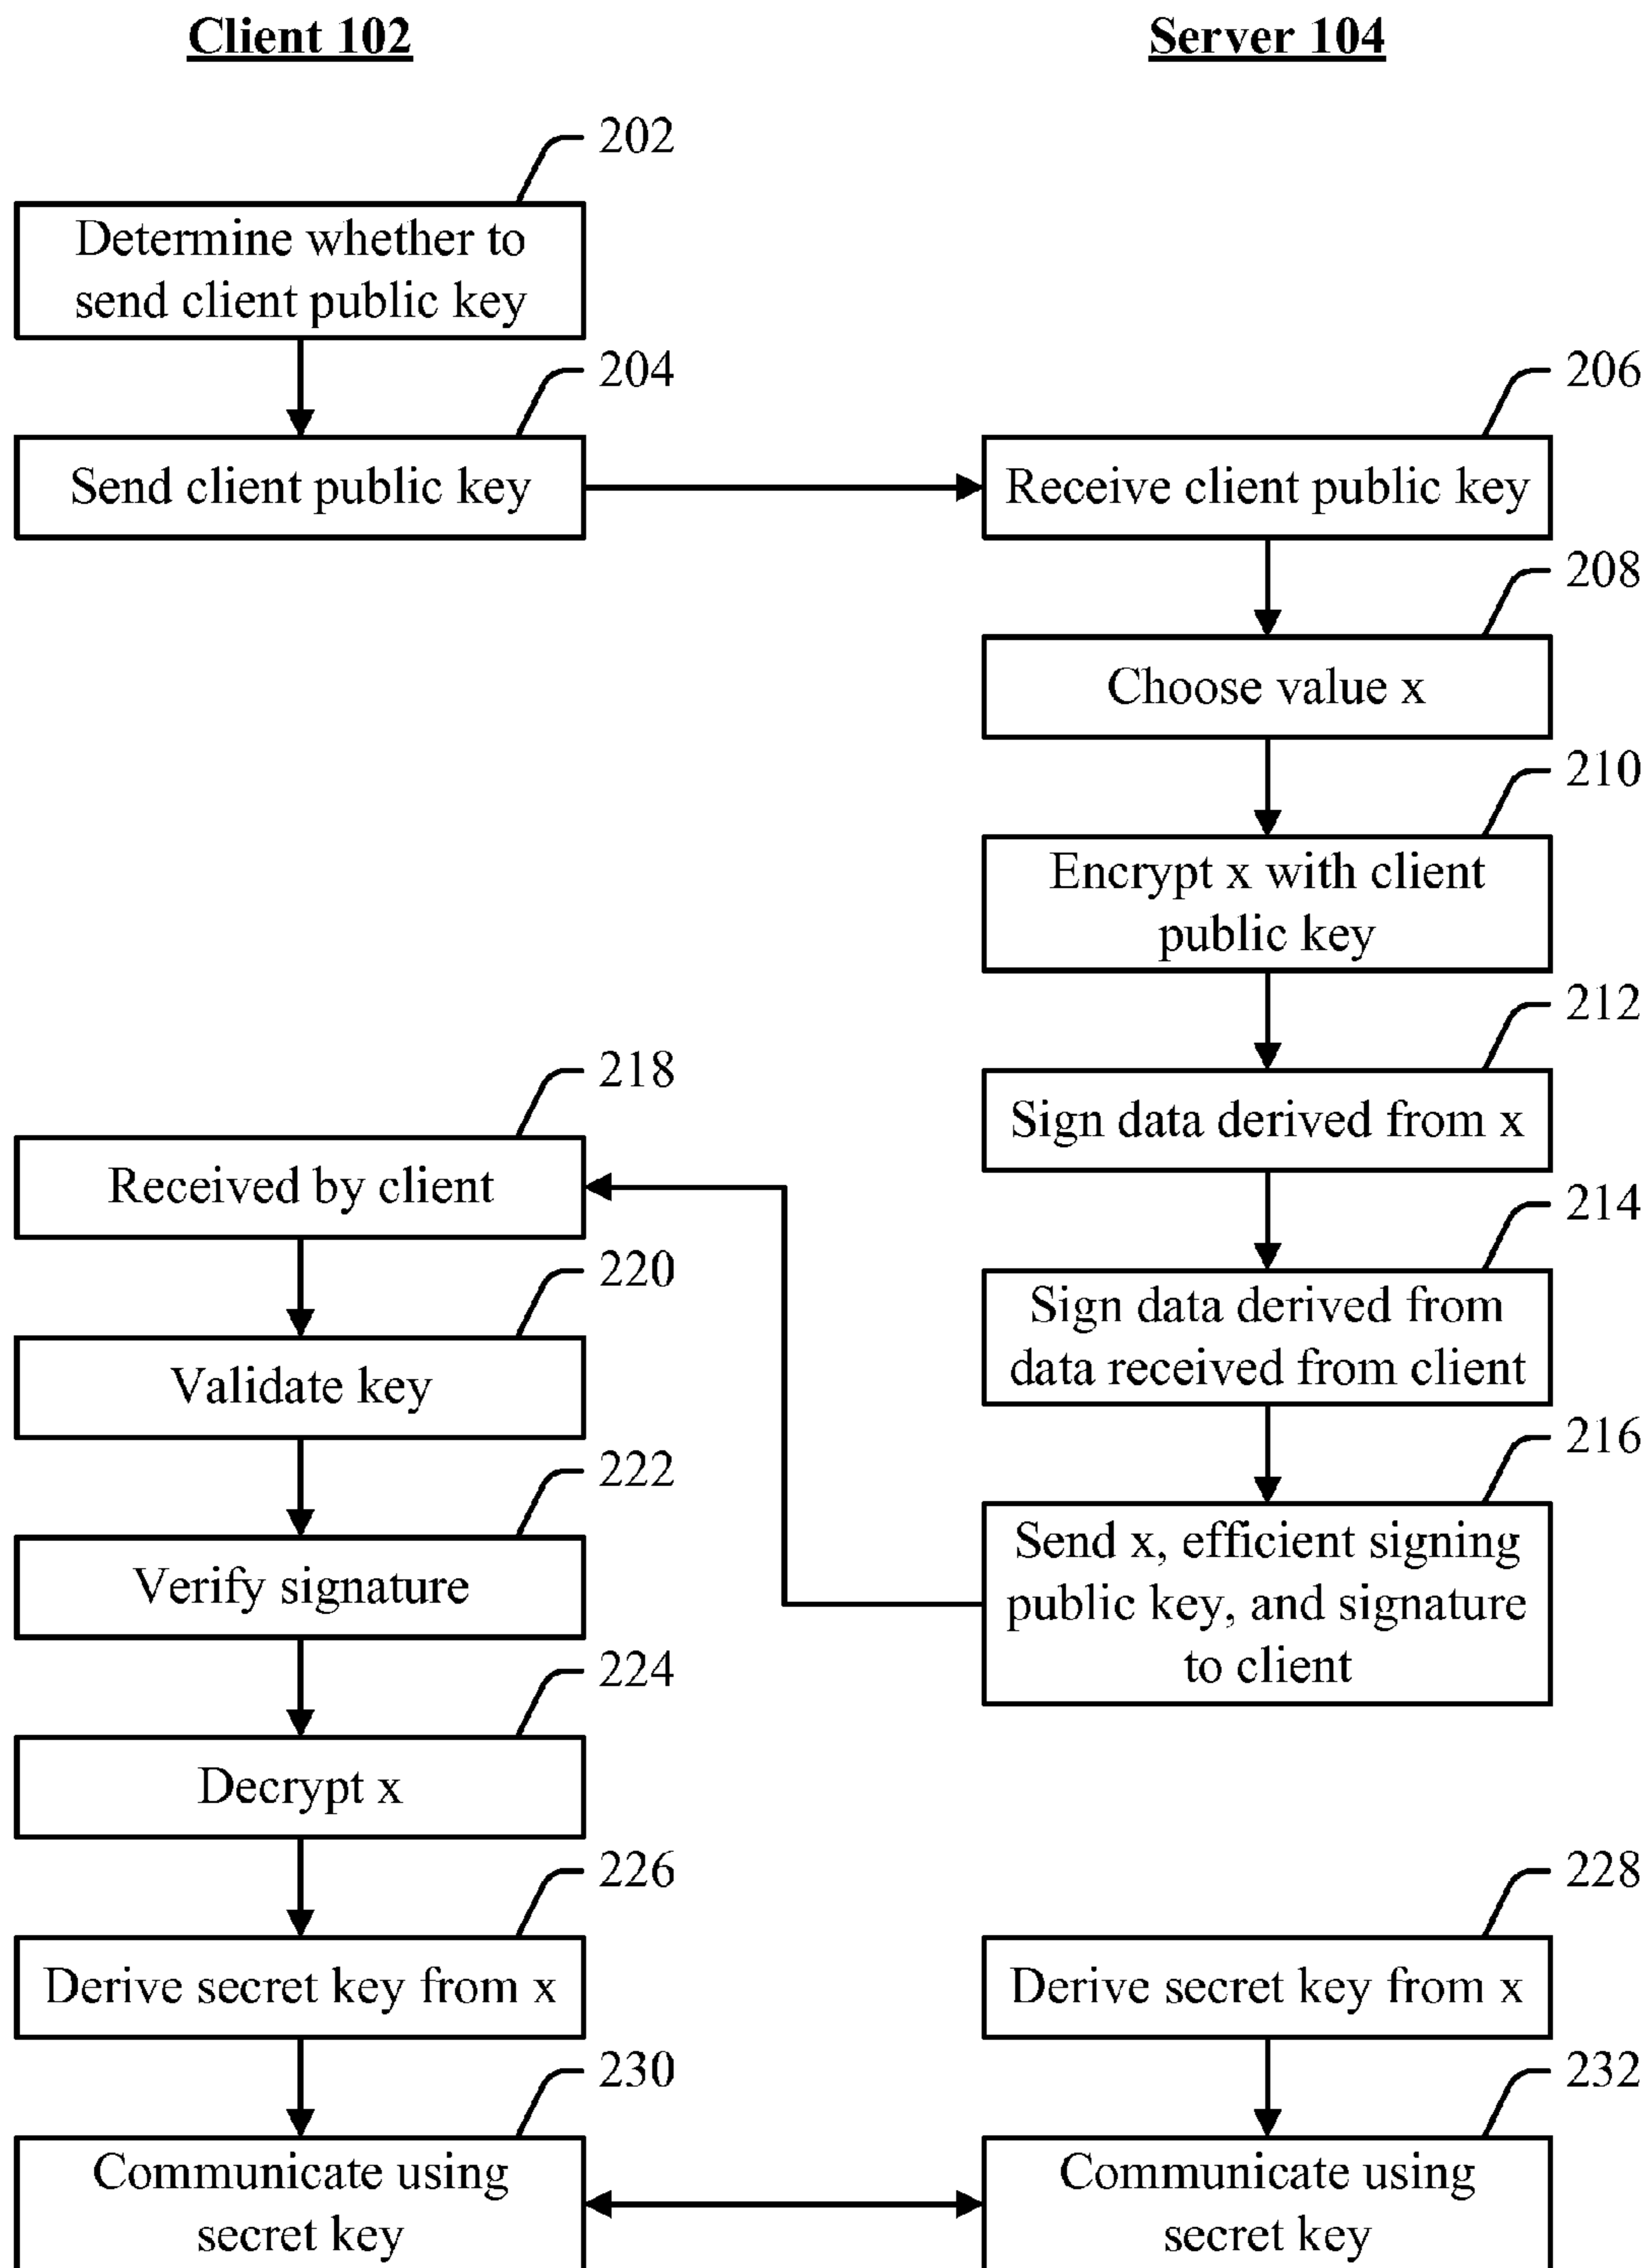 Client 102
Server 104
202
Determine whether to
send client public key
204
206
Send client public key
Receive client public key
208
Choose value x
210
Encrypt x with client
public key
212
Sign data derived from x
218
Received by client
214
Sign data derived from
data received from client
220
Validate key
216
Send x, efficient signing
public key, and signature
to client
222
Verify signature
224
Decrypt x
226
228
Derive secret key from x
Derive secret key from x
230
232
Communicate using
secret key
Communicate using
secret key